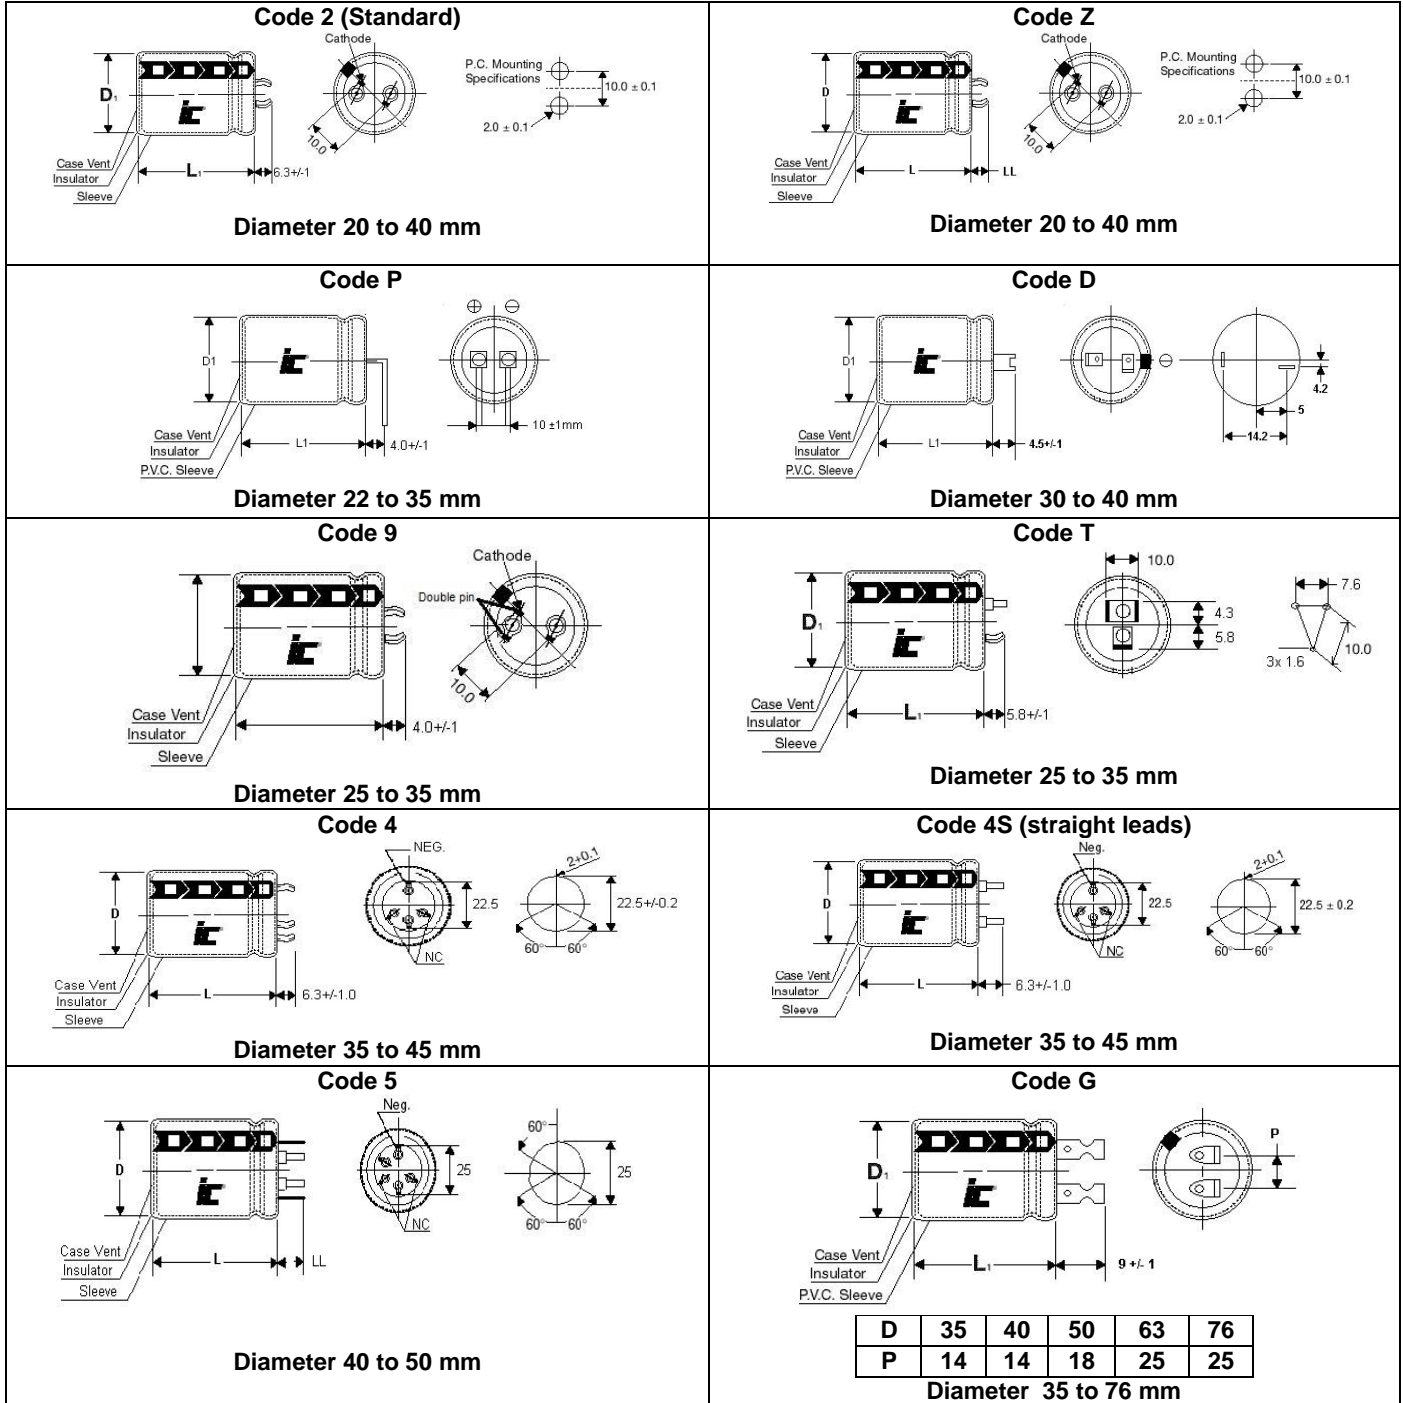 Code 2 (Standard)
Cathode
P.C. Mounting
Specifications
10.0 ± 0.1
2.0 ± 0.1
D1
10.0
Case Vent
Insulator
Sleeve
L1
6.3+/-1
ic
Diameter 20 to 40 mm
Code Z
Cathode
P.C. Mounting
Specifications
10.0 ± 0.1
2.0 ± 0.1
D
10.0
Case Vent
Insulator
Sleeve
L
LL
ic
Diameter 20 to 40 mm
Code P
D1
ic
10 ±1mm
Case Vent
Insulator
P.V.C. Sleeve
L1
4.0+/-1
Diameter 22 to 35 mm
Code D
D1
ic
4.2
5
14.2
Case Vent
Insulator
P.V.C. Sleeve
L1
4.5+/-1
Diameter 30 to 40 mm
Code 9
Cathode
Double pin
ic
10.0
Case Vent
Insulator
Sleeve
4.0+/-1
Diameter 25 to 35 mm
Code T
10.0
7.6
4.3
5.8
10.0
3x 1.6
D1
ic
Case Vent
Insulator
Sleeve
L1
5.8+/-1
Diameter 25 to 35 mm
Code 4
NEG.
2+0.1
D
22.5
22.5+/-0.2
ic
60° 60°
NC
Case Vent
Insulator
Sleeve
L
6.3+/-1.0
Diameter 35 to 45 mm
Code 4S (straight leads)
Neg.
2+0.1
D
22.5
22.5 ± 0.2
ic
60° 60°
NC
Case Vent
Insulator
Sleeve
L
6.3+/-1.0
Diameter 35 to 45 mm
Code 5
Neg.
60°
D
25
25
ic
60° 60°
NC
Case Vent
Insulator
Sleeve
L
LL
Diameter 40 to 50 mm
Code G
P
D1
ic
Case Vent
Insulator
P.V.C. Sleeve
L1
9 +/- 1
D 35 40 50 63 76
P 14 14 18 25 25
Diameter 35 to 76 mm